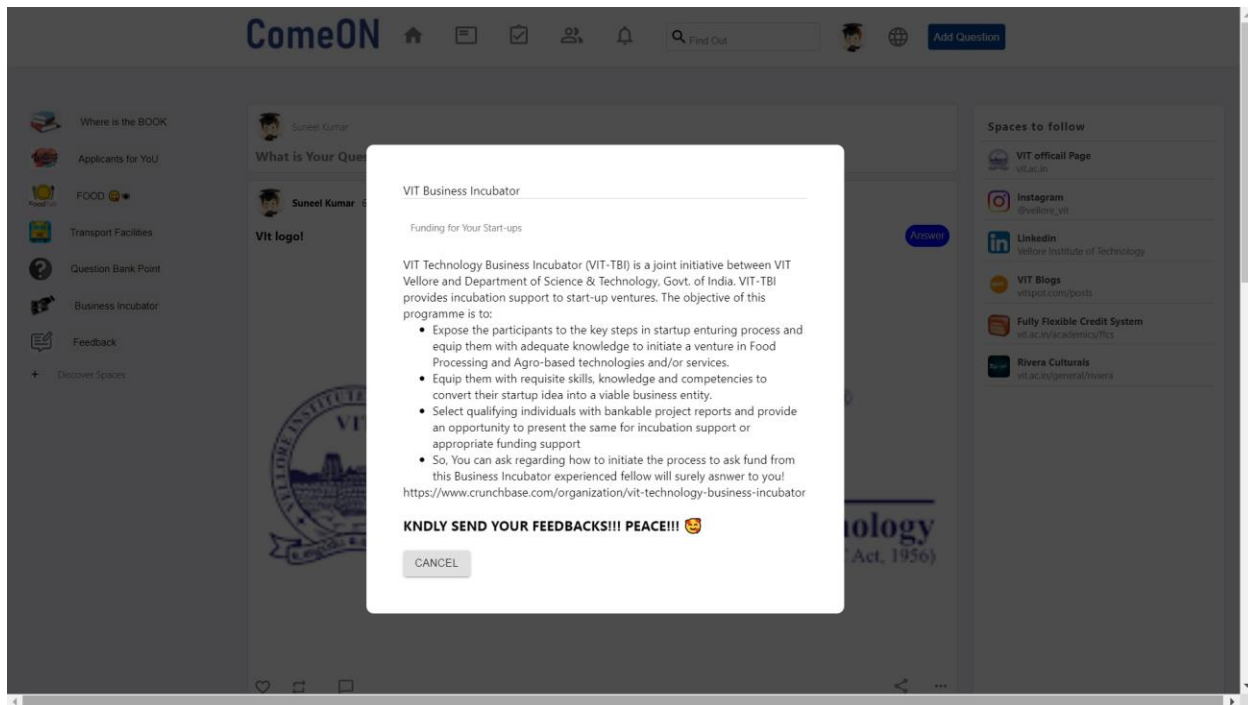 ComeON
Find Out
Add Question
Where is the BOOK
Applicants for YoU
FOOD 😋🍽
Transport Facilities
Question Bank Point
Business Incubator
Feedback
+ Discover Spaces
Suneel Kumar
What is Your Que
Suneel Kumar
VIt logo!
Answer
VIT Business Incubator
Funding for Your Start-ups
VIT Technology Business Incubator (VIT-TBI) is a joint initiative between VIT
Vellore and Department of Science & Technology, Govt. of India. VIT-TBI
provides incubation support to start-up ventures. The objective of this
programme is to:
• Expose the participants to the key steps in startup enturing process and
equip them with adequate knowledge to initiate a venture in Food
Processing and Agro-based technologies and/or services.
• Equip them with requisite skills, knowledge and competencies to
convert their startup idea into a viable business entity.
• Select qualifying individuals with bankable project reports and provide
an opportunity to present the same for incubation support or
appropriate funding support
• So, You can ask regarding how to initiate the process to ask fund from
this Business Incubator experienced fellow will surely asnwer to you!
https://www.crunchbase.com/organization/vit-technology-business-incubator
KNDLY SEND YOUR FEEDBACKS!!! PEACE!!! 🥰
CANCEL
VI
nology
Act, 1956)
Spaces to follow
VIT officail Page
vit.ac.in
Instagram
@vellore_vit
Linkedin
Vellore Institute of Technology
VIT Blogs
vitspot.com/posts
Fully Flexible Credit System
vit.ac.in/academics/ffcs
Rivera Culturals
vit.ac.in/general/riviera